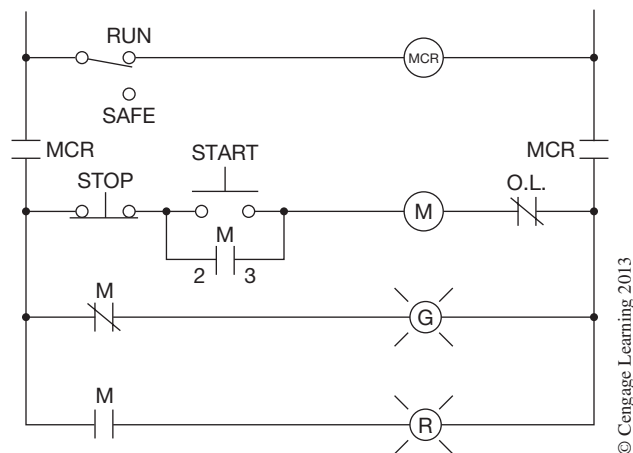 RUN
MCR
SAFE
MCR
MCR
START
STOP
O.L.
M
M
2 3
M
G
M
R
© Cengage Learning 2013